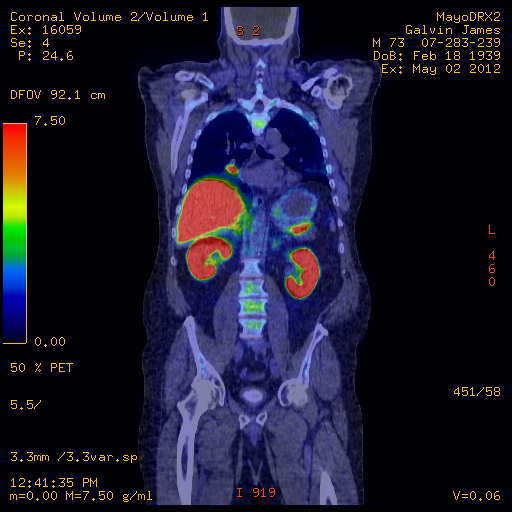 Coronal Volume 2/Volume 1
Ex: 16059
Se: 4
P: 24.6
DFOV 92.1 cm
7.50
0.00
50 % PET
5.5/
3.3mm /3.3var.sp
12:41:35 PM
m=0.00 M=7.50 g/ml
S 2
I 919
MayoDRX2
Galvin James
M 73 07-283-239
DoB: Feb 18 1939
Ex: May 02 2012
L
4
6
0
451/58
V=0.06